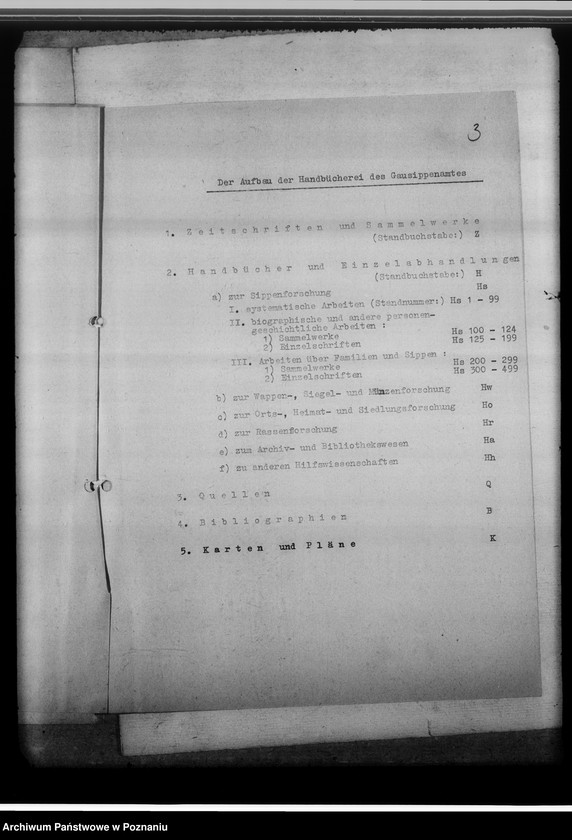 3
Der Aufbau der Handbücherei des Gausippenamtes
1. Zeitschriften und Sammelwerke
(Standbuchstabe:) Z
2. Handbücher und Einzelabhandlungen
(Standbuchstabe:) H
a) zur Sippenforschung Hs
I. systematische Arbeiten (Standnummer:) Hs 1 - 99
II. biographische und andere personen-
geschichtliche Arbeiten :
1) Sammelwerke Hs 100 - 124
2) Einzelschriften Hs 125 - 199
III. Arbeiten über Familien und Sippen :
1) Sammelwerke Hs 200 - 299
2) Einzelschriften Hs 300 - 499
b) zur Wappen-, Siegel- und Münzenforschung Hw
c) zur Orts-, Heimat- und Siedlungsforschung Ho
d) zur Rassenforschung Hr
e) zum Archiv- und Bibliothekswesen Ha
f) zu anderen Hilfswissenschaften Hh
3. Quellen Q
4. Bibliographien B
5. Karten und Pläne K
Archiwum Państwowe w Poznaniu